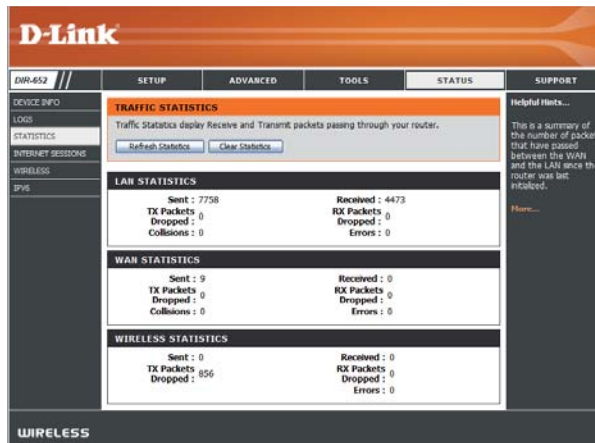 D-Link
DIR-652 // SETUP ADVANCED TOOLS STATUS SUPPORT
DEVICE INFO
LOGS
STATISTICS
INTERNET SESSIONS
WIRELESS
IPV6
TRAFFIC STATISTICS
Traffic Statistics display Receive and Transmit packets passing through your router.
Refresh Statistics Clear Statistics
LAN STATISTICS
Sent : 7758 Received : 4473
TX Packets Dropped : 0 RX Packets Dropped : 0
Collisions : 0 Errors : 0
WAN STATISTICS
Sent : 9 Received : 0
TX Packets Dropped : 0 RX Packets Dropped : 0
Collisions : 0 Errors : 0
WIRELESS STATISTICS
Sent : 0 Received : 0
TX Packets Dropped : 856 RX Packets Dropped : 0
Errors : 0
Helpful Hints...
This is a summary of
the number of packe
that have passed
between the WAN
and the LAN since th
router was last
initialized.
More...
WIRELESS